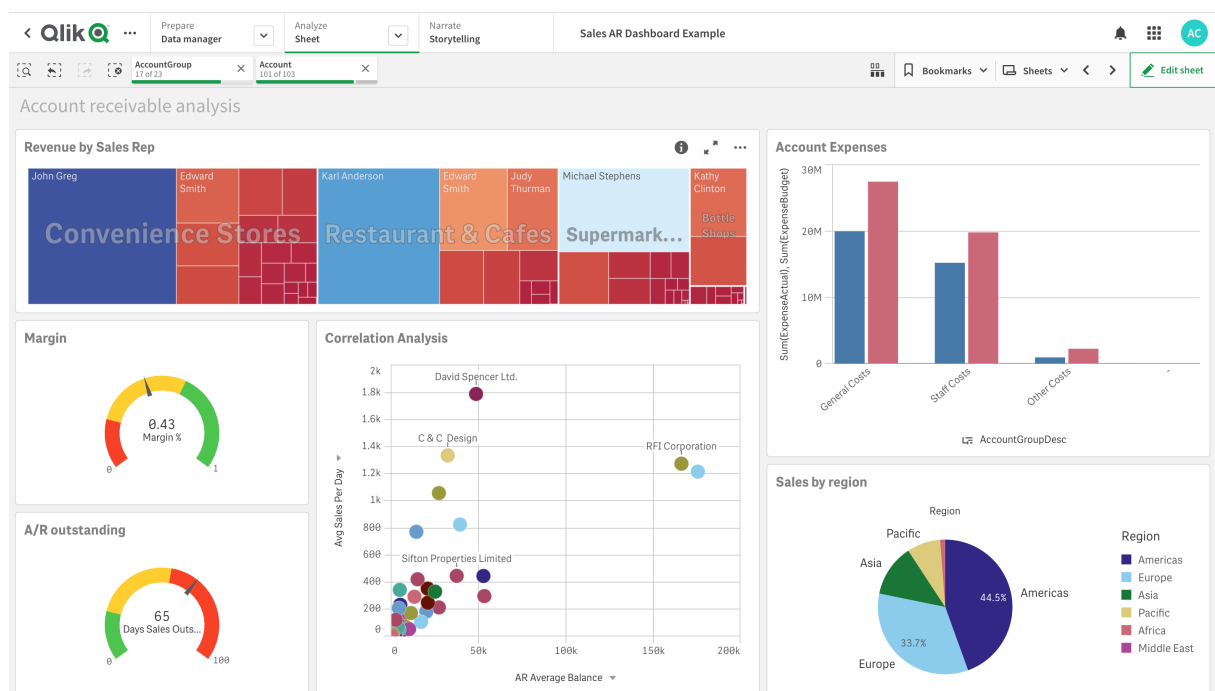 Qlik
Prepare
Data manager
Analyze
Sheet
Narrate
Storytelling
Sales AR Dashboard Example
AC
AccountGroup
17 of 23
Account
101 of 103
Bookmarks
Sheets
Edit sheet
Account receivable analysis
Revenue by Sales Rep
John Greg
Edward
Smith
Karl Anderson
Edward
Smith
Judy
Thurman
Michael Stephens
Kathy
Clinton
Convenience Stores
Restaurant & Cafes
Supermark...
Bottle
Shops
Account Expenses
Sum(ExpenseActual), Sum(ExpenseBudget)
30M
20M
10M
0
General Costs
Staff Costs
Other Costs
-
AccountGroupDesc
Margin
0.43
Margin %
0
1
Correlation Analysis
Avg Sales Per Day
2k
1.8k
1.6k
1.4k
1.2k
1k
800
600
400
200
0
David Spencer Ltd.
C & C Design
RFI Corporation
Sifton Properties Limited
0
50k
100k
150k
200k
AR Average Balance
A/R outstanding
65
Days Sales Outs...
0
100
Sales by region
Region
Pacific
Asia
Americas
Europe
44.5%
33.7%
Region
Americas
Europe
Asia
Pacific
Africa
Middle East